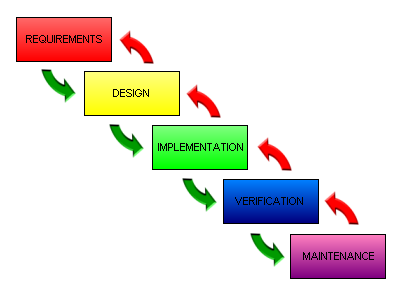 REQUIREMENTS
DESIGN
IMPLEMENTATION
VERIFICATION
MAINTENANCE